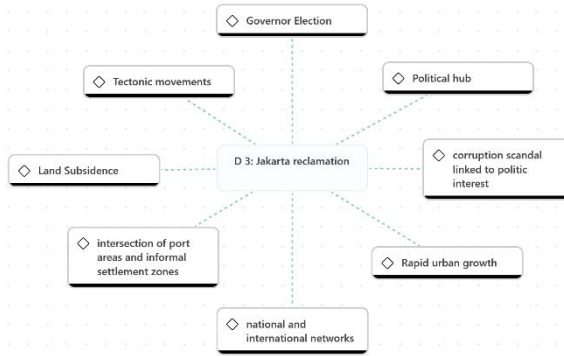 Governor Election
Tectonic movements
Political hub
D 3: Jakarta reclamation
corruption scandal
linked to politic
interest
Land Subsidence
intersection of port
areas and informal
settlement zones
Rapid urban growth
national and
international networks